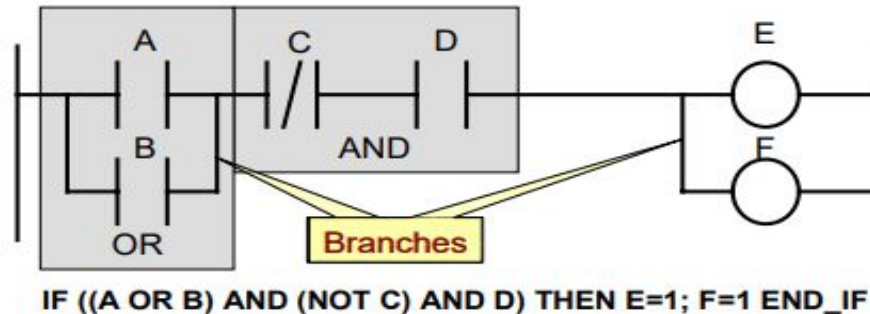 A C D E
B AND F
OR Branches
IF ((A OR B) AND (NOT C) AND D) THEN E=1; F=1 END_IF